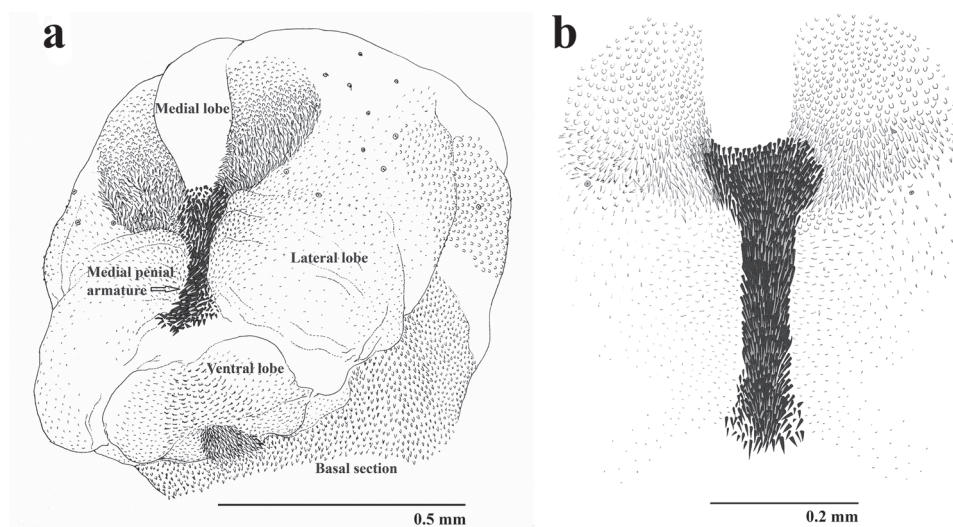 a
Medial lobe
Lateral lobe
Medial penial
armature
Ventral lobe
Basal section
0.5 mm
b
0.2 mm